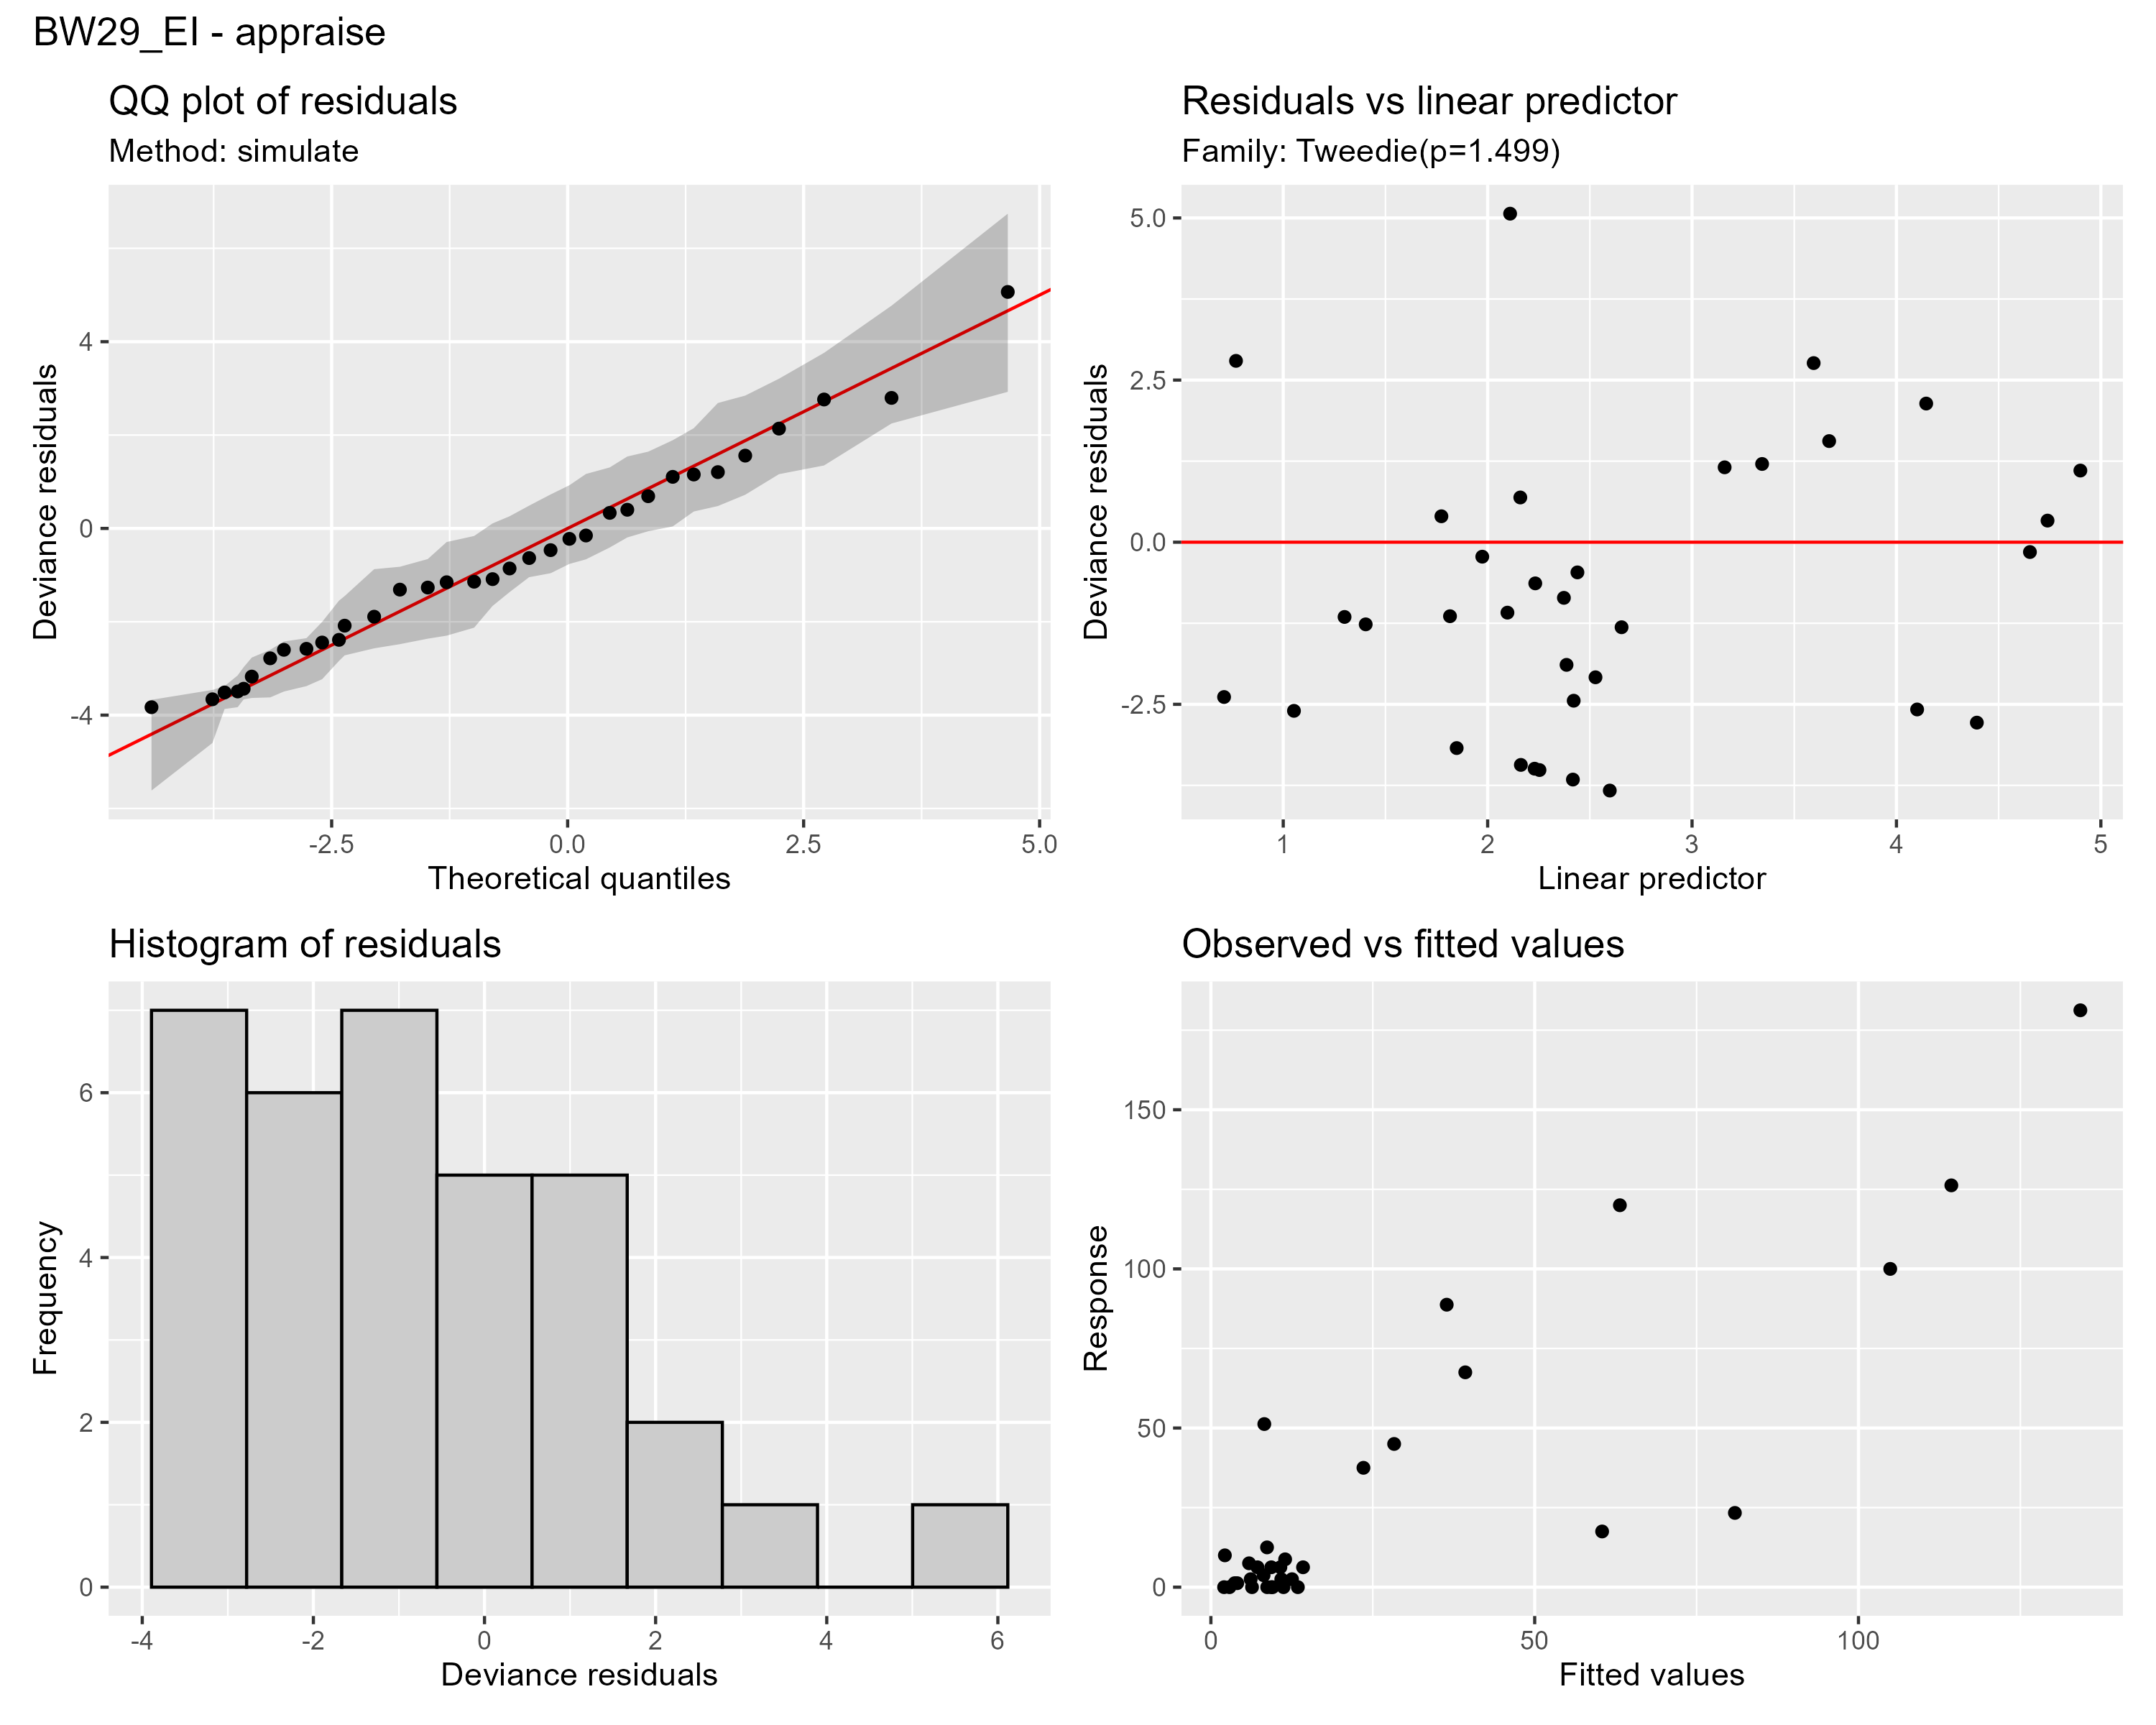 BW29_EI - appraise
QQ plot of residuals
Method: simulate
Deviance residuals
4
0
-4
-2.5
0.0
2.5
5.0
Theoretical quantiles
Residuals vs linear predictor
Family: Tweedie(p=1.499)
Deviance residuals
5.0
2.5
0.0
-2.5
1
2
3
4
5
Linear predictor
Histogram of residuals
Frequency
6
4
2
0
-4
-2
0
2
4
6
Deviance residuals
Observed vs fitted values
Response
150
100
50
0
0
50
100
Fitted values